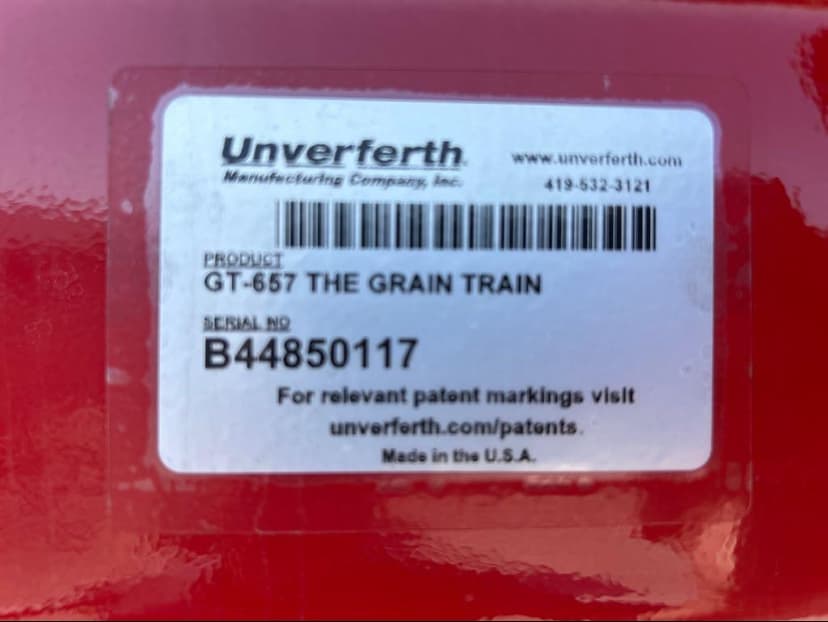 Unverferth
Manufacturing Company, Inc.
www.unverferth.com
419-532-3121
PRODUCT
GT-657 THE GRAIN TRAIN
SERIAL NO
B44850117
For relevant patent markings visit
unverferth.com/patents.
Made in the U.S.A.